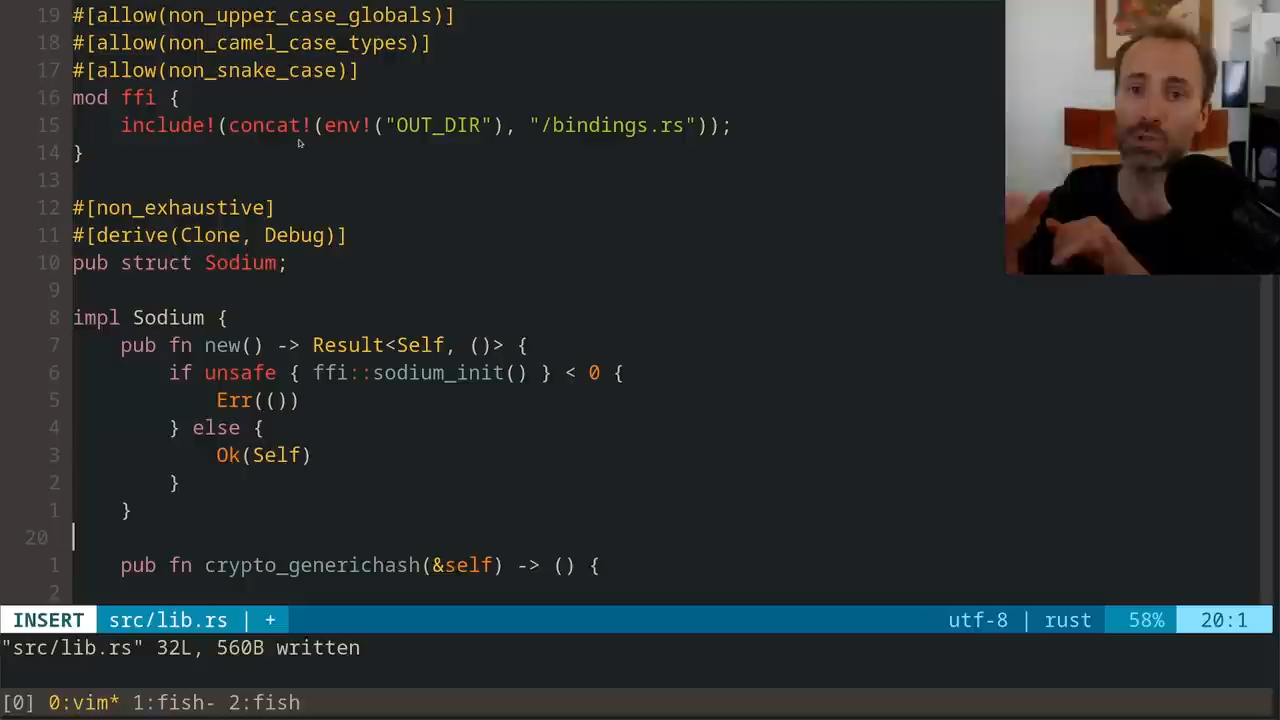 19 #[allow(non_upper_case_globals)]
18 #[allow(non_camel_case_types)]
17 #[allow(non_snake_case)]
16 mod ffi {
15     include!(concat!(env!("OUT_DIR"), "/bindings.rs"));
14 }
13
12 #[non_exhaustive]
11 #[derive(Clone, Debug)]
10 pub struct Sodium;
9
8 impl Sodium {
7     pub fn new() -> Result<Self, ()> {
6         if unsafe { ffi::sodium_init() } < 0 {
5             Err(())
4         } else {
3             Ok(Self)
2         }
1     }
20
1     pub fn crypto_generichash(&self) -> () {
2
INSERT src/lib.rs | + utf-8 | rust 58% 20:1
"src/lib.rs" 32L, 560B written
[0] 0:vim* 1:fish- 2:fish